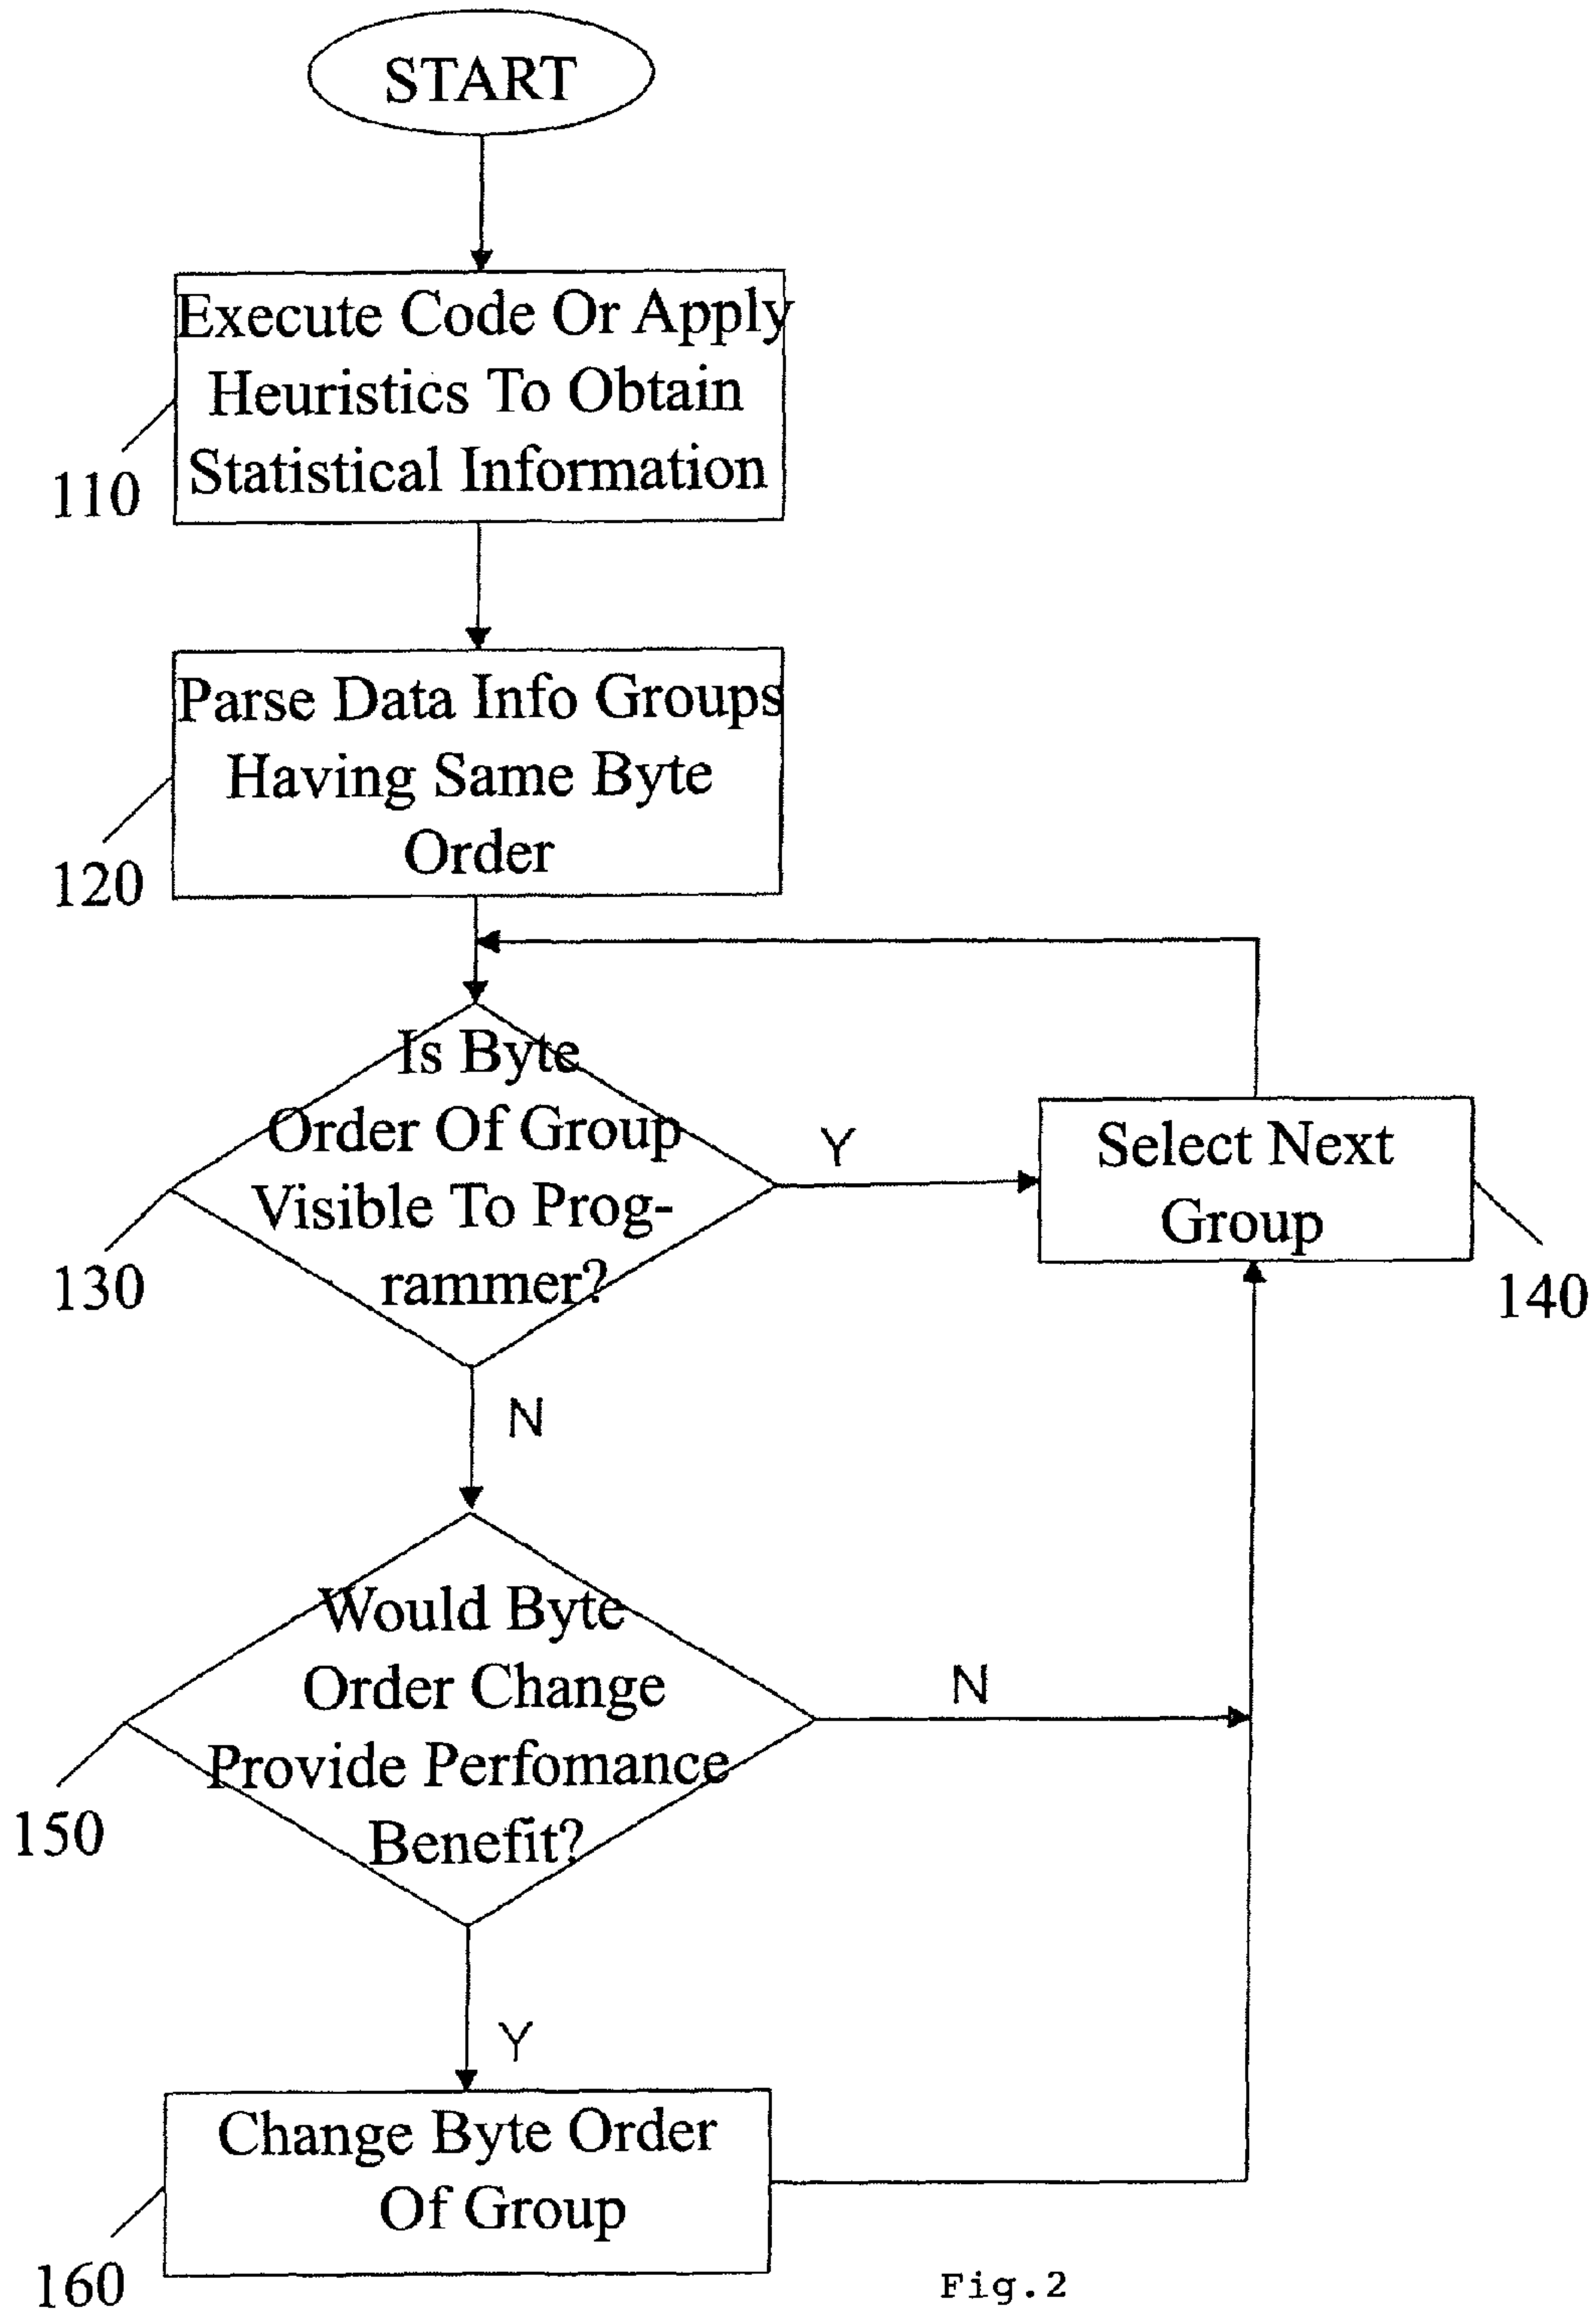 START
Execute Code Or Apply
Heuristics To Obtain
Statistical Information
110
Parse Data Info Groups
Having Same Byte
Order
120
Is Byte
Order Of Group
Visible To Prog-
rammer?
130
Y
Select Next
Group
140
N
Would Byte
Order Change
Provide Perfomance
Benefit?
150
N
Y
Change Byte Order
Of Group
160
Fig.2